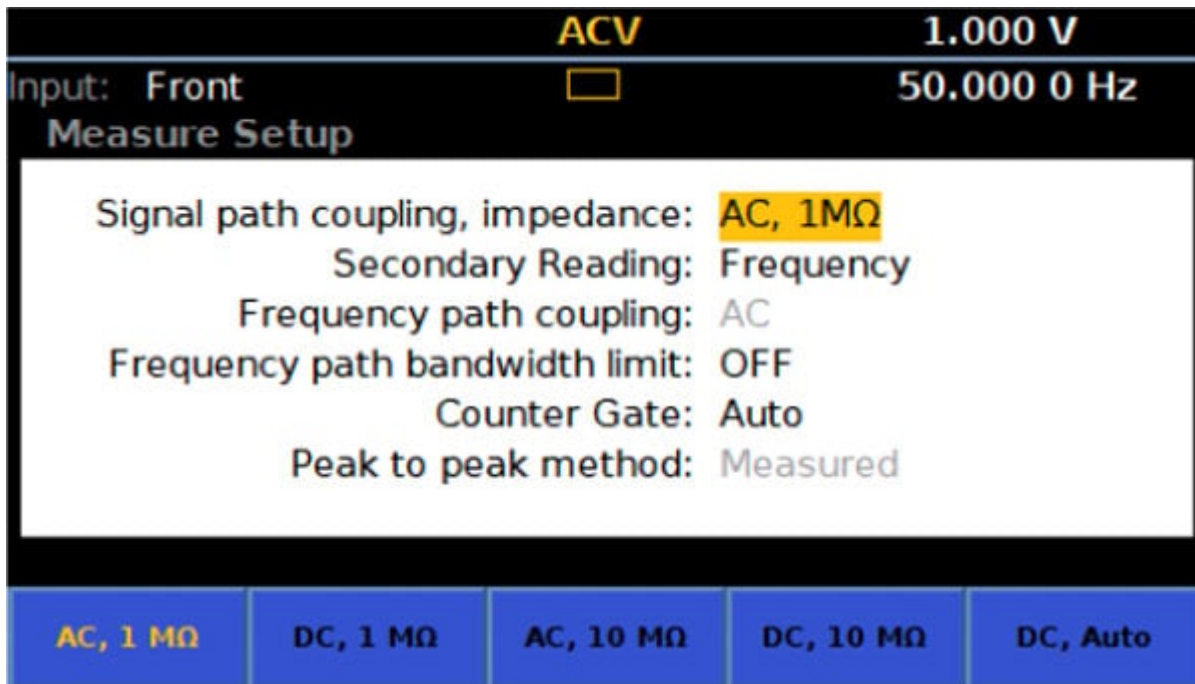 ACV 1.000 V
Input: Front 50.000 0 Hz
Measure Setup
Signal path coupling, impedance: AC, 1MΩ
Secondary Reading: Frequency
Frequency path coupling: AC
Frequency path bandwidth limit: OFF
Counter Gate: Auto
Peak to peak method: Measured
AC, 1 MΩ DC, 1 MΩ AC, 10 MΩ DC, 10 MΩ DC, Auto